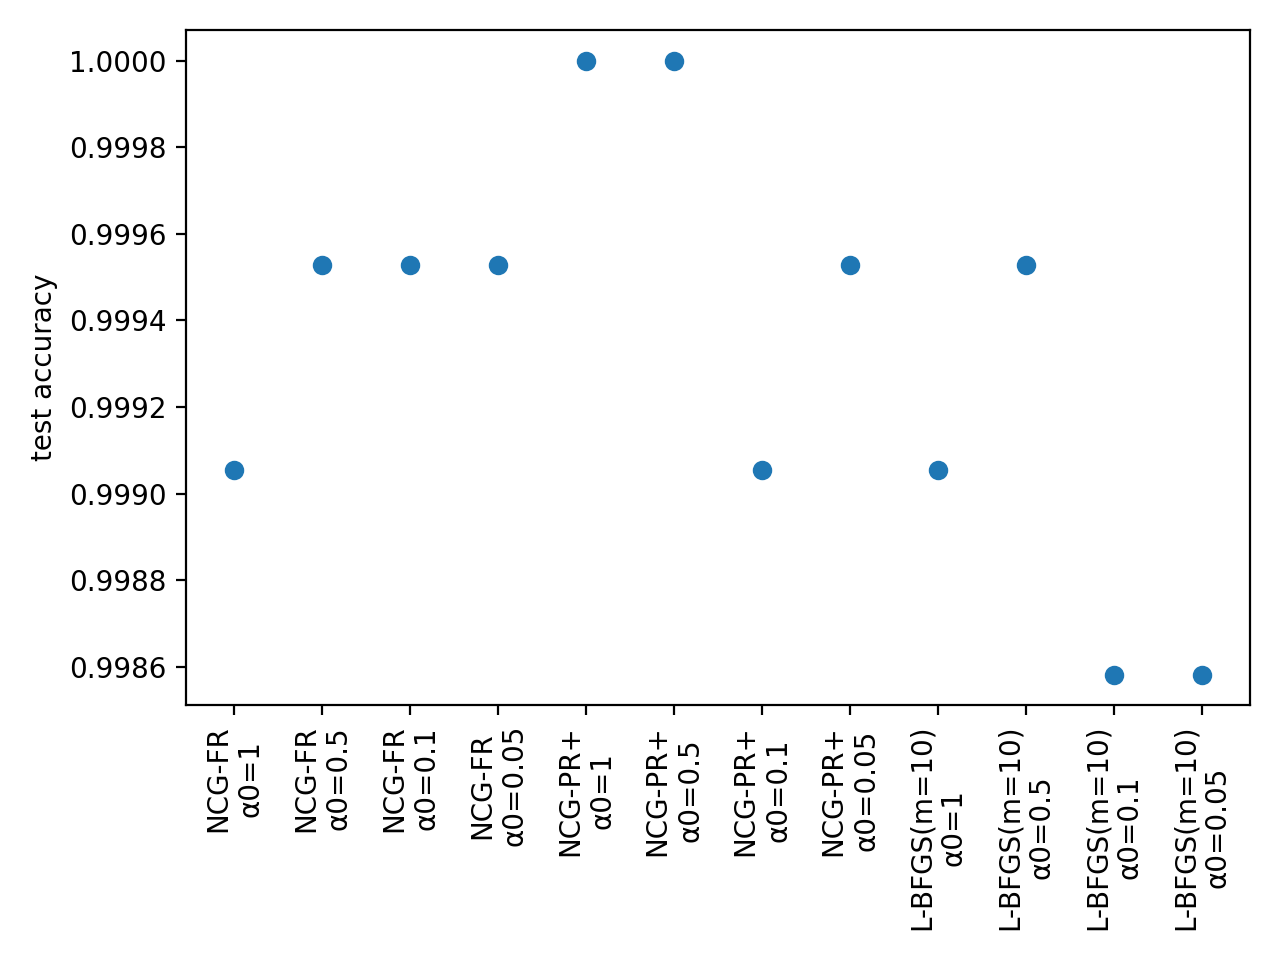 1.0000
0.9998
0.9996
0.9994
0.9992
0.9990
0.9988
0.9986
test accuracy
NCG-FR
α0=1
NCG-FR
α0=0.5
NCG-FR
α0=0.1
NCG-FR
α0=0.05
NCG-PR+
α0=1
NCG-PR+
α0=0.5
NCG-PR+
α0=0.1
NCG-PR+
α0=0.05
L-BFGS(m=10)
α0=1
L-BFGS(m=10)
α0=0.5
L-BFGS(m=10)
α0=0.1
L-BFGS(m=10)
α0=0.05